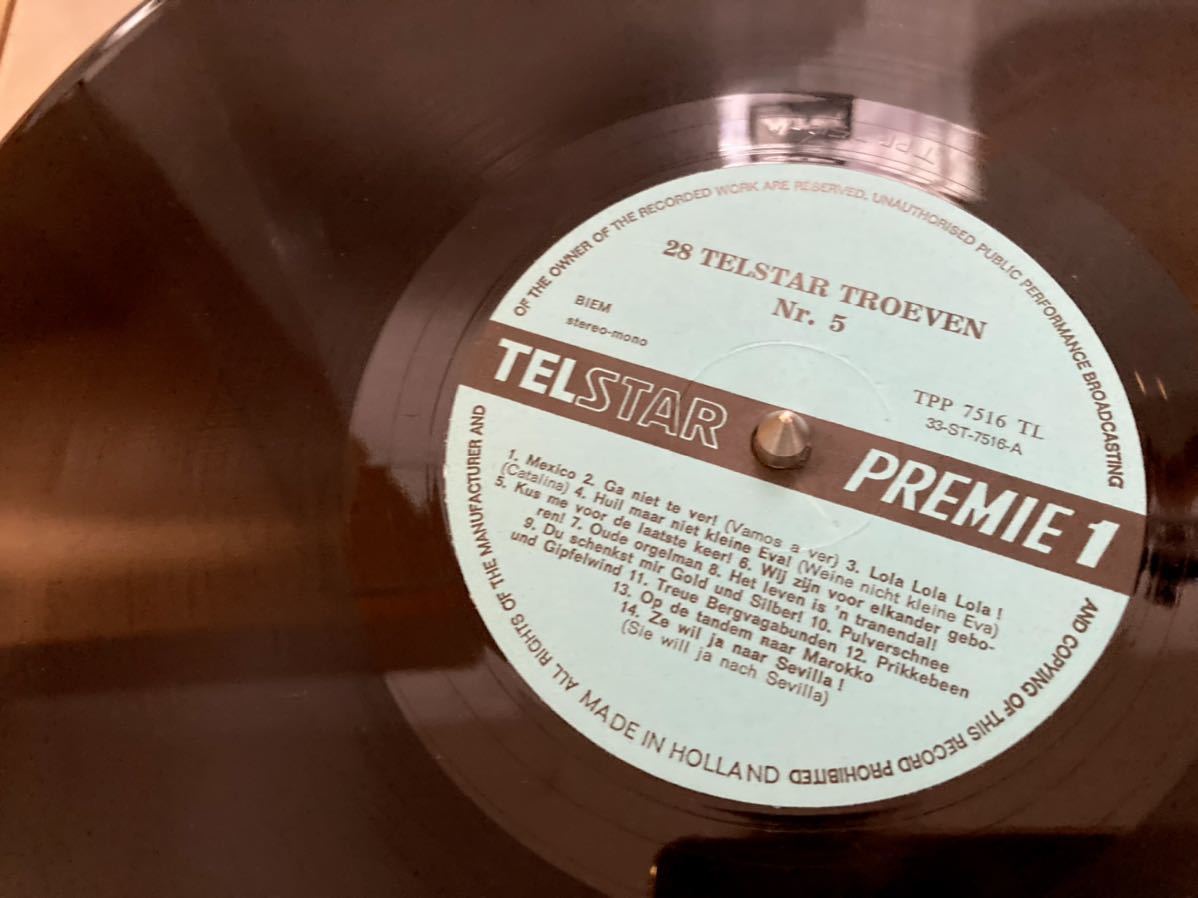 28 TELSTAR TROEVEN
Nr. 5
BIEM
stereo-mono
TPP 7516 TL
33-ST-7516-A
TELSTAR PREMIE 1
1. Mexico 2. Ga niet te ver! (Vamos a ver) 3. Lola Lola Lola !
(Catalina) 4. Huil maar niet kleine Eva! (Weine nicht kleine Eva)
5. Kus me voor de laatste keer! 6. Wij zijn voor elkander gebo-
ren! 7. Oude orgelman 8. Het leven is 'n tranendal!
9. Du schenkst mir Gold und Silber! 10. Pulverschnee
und Gipfelwind 11. Treue Bergvagabunden 12. Prikkebeen
13. Op de tandem naar Marokko
14. Ze wil ja naar Sevilla !
(Sie will ja nach Sevilla)
ALL RIGHTS OF THE MANUFACTURER AND OF THE OWNER OF THE RECORDED WORK ARE RESERVED. UNAUTHORISED PUBLIC PERFORMANCE BROADCASTING AND COPYING OF THIS RECORD PROHIBITED
MADE IN HOLLAND